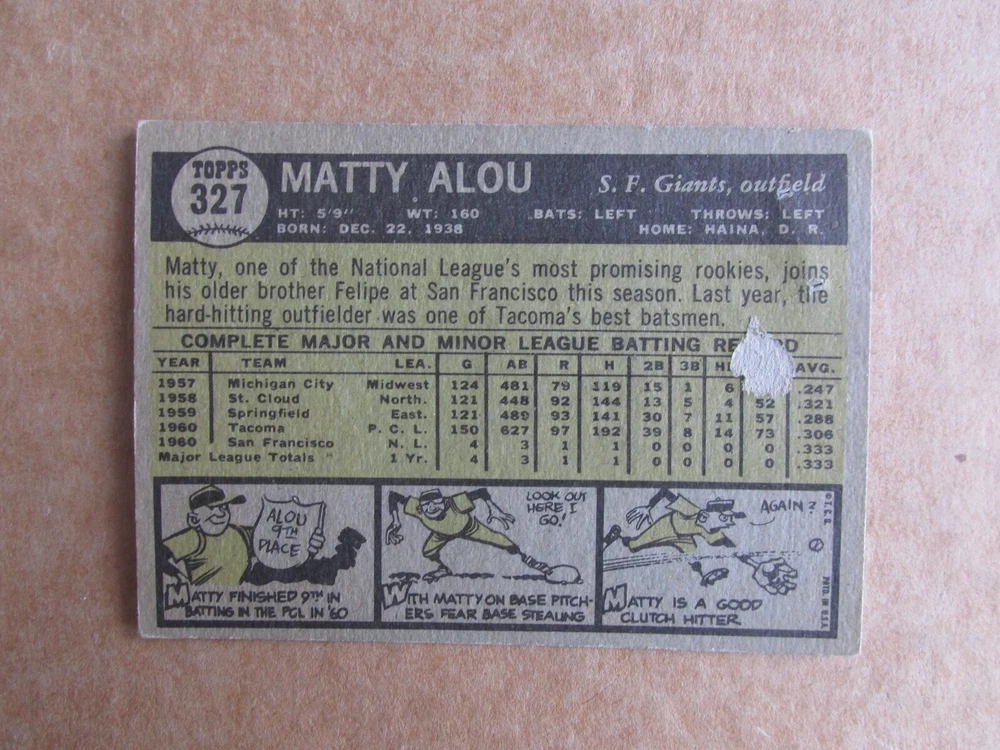 TOPPS
327
MATTY ALOU
S. F. Giants, outfield
HT: 5'9" WT: 160 BATS: LEFT THROWS: LEFT
BORN: DEC. 22, 1938 HOME: HAINA, D. R.
Matty, one of the National League's most promising rookies, joins
his older brother Felipe at San Francisco this season. Last year, the
hard-hitting outfielder was one of Tacoma's best batsmen.
COMPLETE MAJOR AND MINOR LEAGUE BATTING RE D
YEAR TEAM LEA. G AB R H 2B 3B H AVG.
1957 Michigan City Midwest 124 481 79 119 15 1 6 .247
1958 St. Cloud North. 121 448 92 144 13 5 4 52 .321
1959 Springfield East. 121 489 93 141 30 7 11 57 .288
1960 Tacoma P. C. L. 150 627 97 192 39 8 14 73 .306
1960 San Francisco N. L. 4 3 1 1 0 0 0 0 .333
Major League Totals 1 Yr. 4 3 1 1 0 0 0 0 .333
ALOU
9TH
PLACE
MATTY FINISHED 9TH IN
BATTING IN THE PCL IN '60
LOOK OUT
HERE I
GO!
WITH MATTY ON BASE PITCH-
ERS FEAR BASE STEALING
AGAIN?
MATTY IS A GOOD
CLUTCH HITTER.
©T.C.G.
PRTD. IN U.S.A.